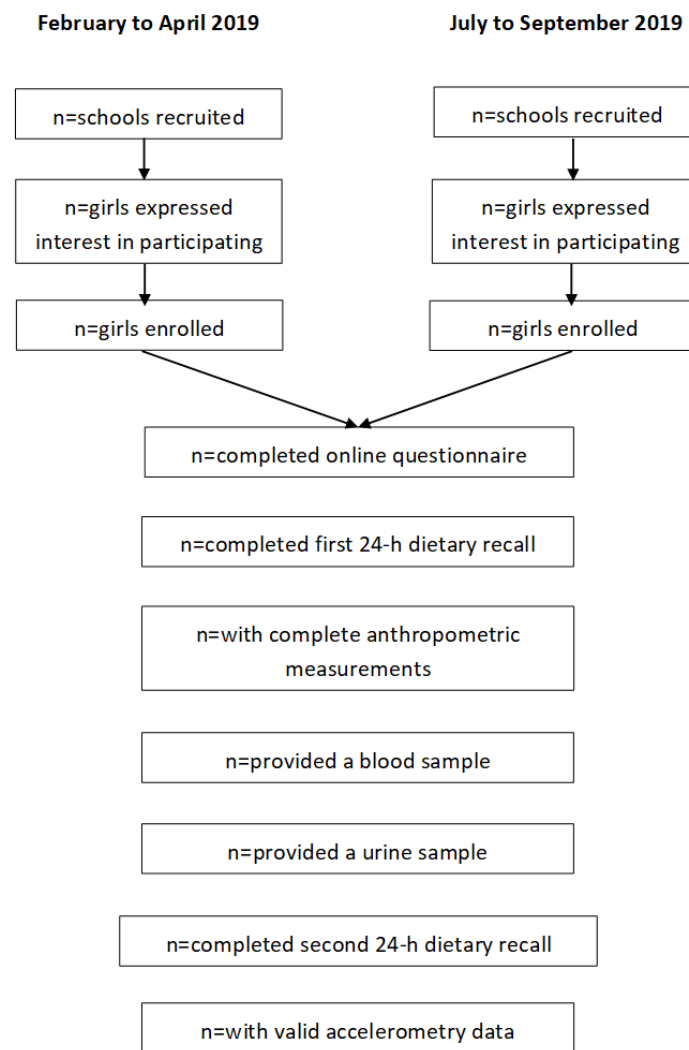 February to April 2019
July to September 2019
n=schools recruited
n=schools recruited
n=girls expressed
interest in participating
n=girls expressed
interest in participating
n=girls enrolled
n=girls enrolled
n=completed online questionnaire
n=completed first 24-h dietary recall
n=with complete anthropometric
measurements
n=provided a blood sample
n=provided a urine sample
n=completed second 24-h dietary recall
n=with valid accelerometry data